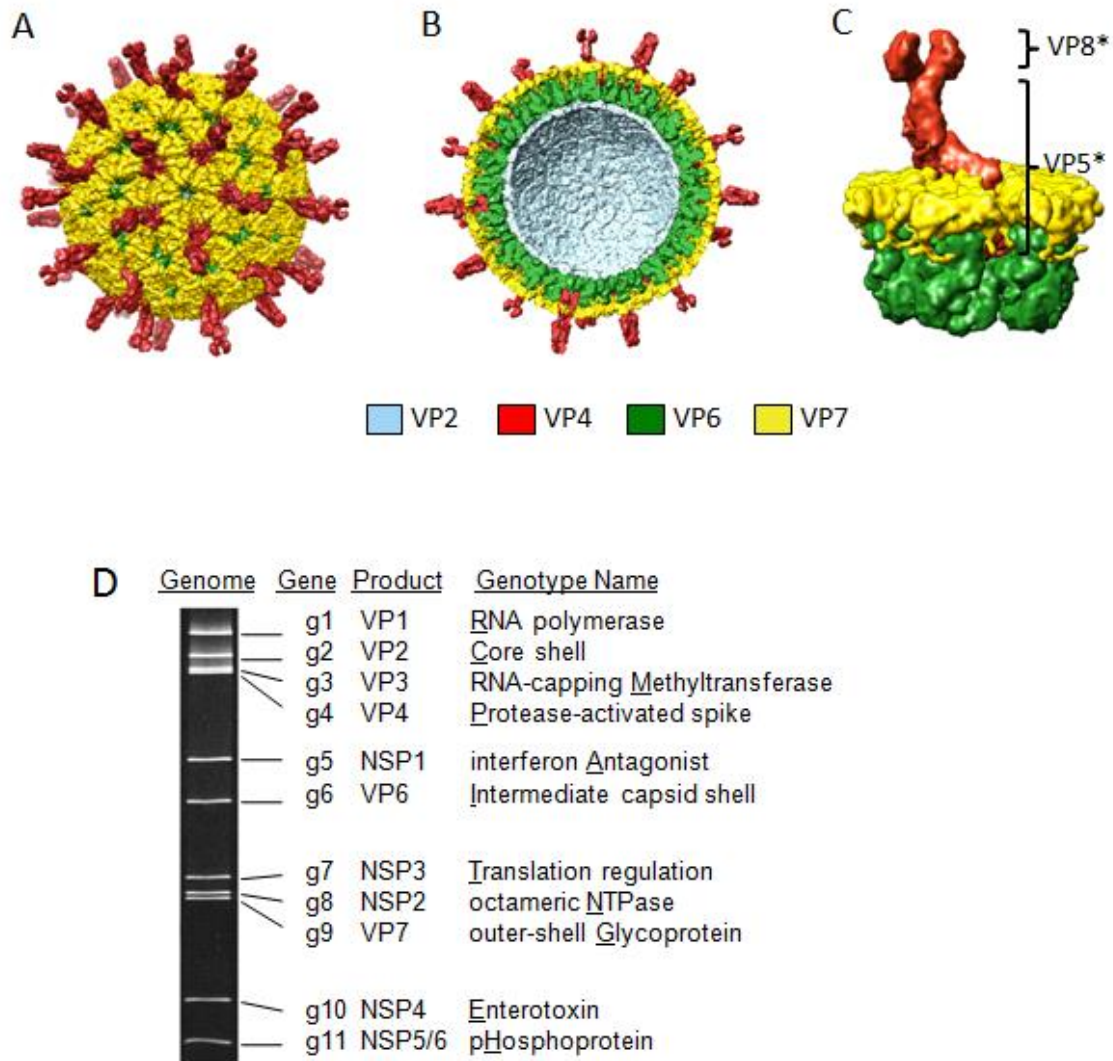 A
B
C
VP8*
VP5*
VP2 VP4 VP6 VP7
D
Genome Gene Product Genotype Name
g1 VP1 RNA polymerase
g2 VP2 Core shell
g3 VP3 RNA-capping Methyltransferase
g4 VP4 Protease-activated spike
g5 NSP1 interferon Antagonist
g6 VP6 Intermediate capsid shell
g7 NSP3 Translation regulation
g8 NSP2 octameric NTPase
g9 VP7 outer-shell Glycoprotein
g10 NSP4 Enterotoxin
g11 NSP5/6 pHosphoprotein